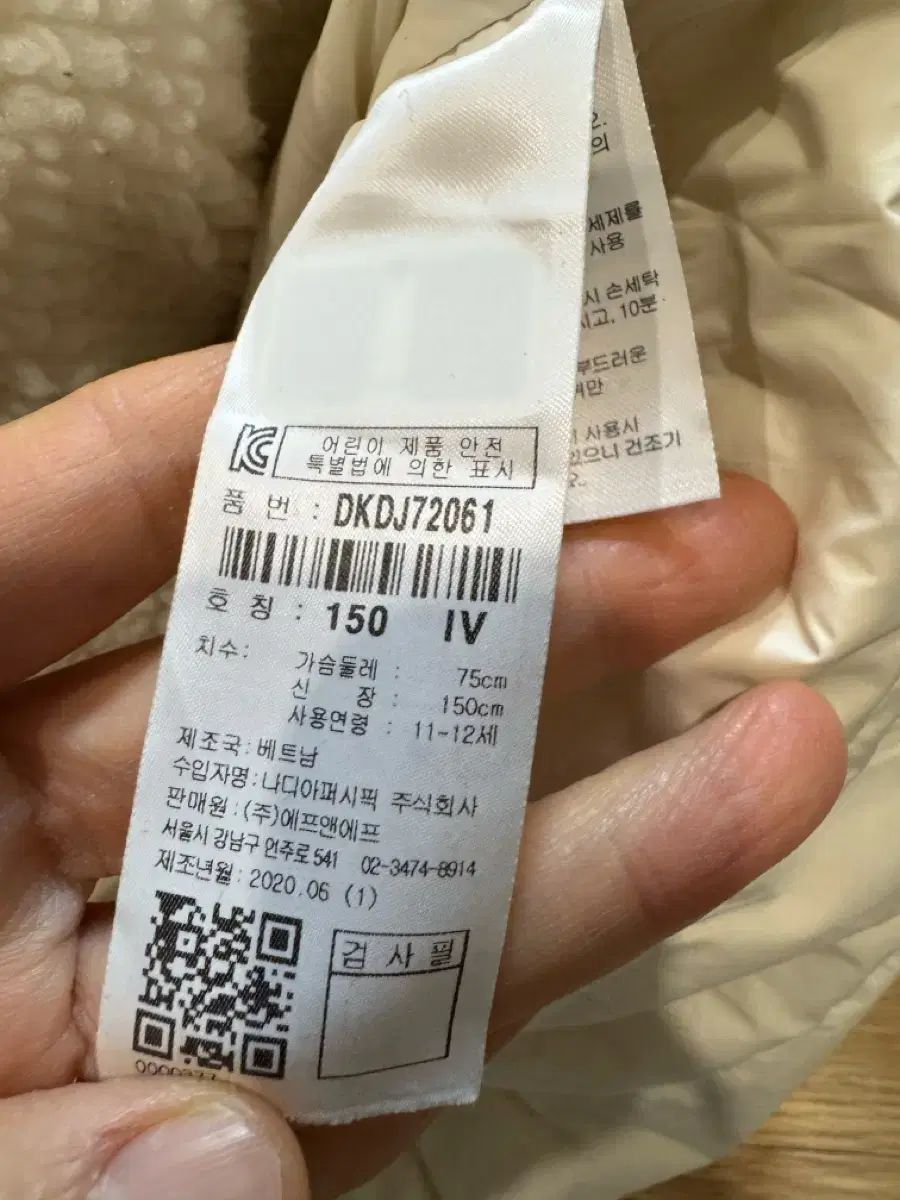 KC 어린이 제품 안전
특별법에 의한 표시
품 번 : DKDJ72061
호 칭 : 150 IV
치수: 가슴둘레 : 75cm
신 장 : 150cm
사용연령 : 11-12세
제조국: 베트남
수입자명: 나디아퍼시픽 주식회사
판매원 : (주)에프앤에프
서울시 강남구 언주로 541 02-3474-8914
제조년월 : 2020.06 (1)
검 사 필
의
세제를
사용
시 손세탁
시고, 10분
부드러운
사용시
있으니 건조기